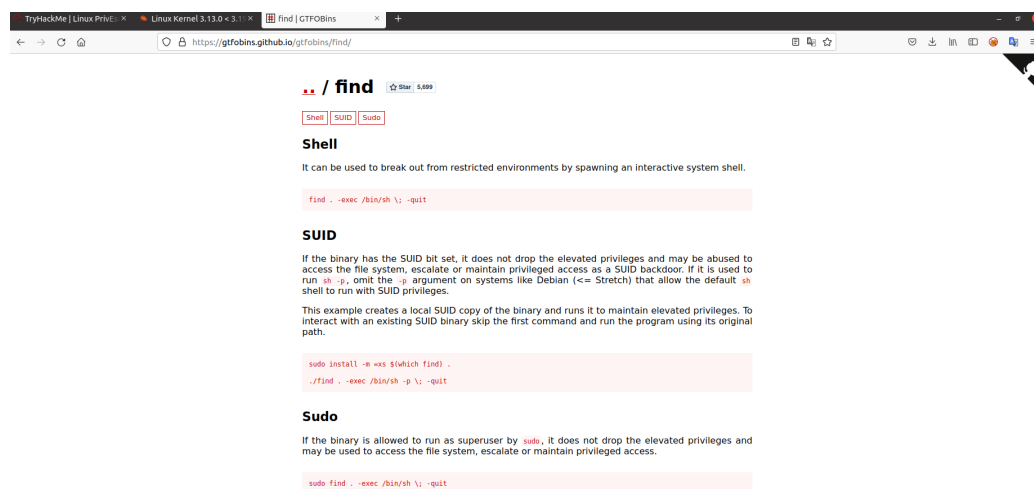 TryHackMe | Linux PrivEs
Linux Kernel 3.13.0 < 3.19
find | GTFOBins
https://gtfobins.github.io/gtfobins/find/
.. / find
Star 5,699
Shell SUID Sudo
Shell
It can be used to break out from restricted environments by spawning an interactive system shell.
find . -exec /bin/sh \; -quit
SUID
If the binary has the SUID bit set, it does not drop the elevated privileges and may be abused to
access the file system, escalate or maintain privileged access as a SUID backdoor. If it is used to
run sh -p, omit the -p argument on systems like Debian (<= Stretch) that allow the default sh
shell to run with SUID privileges.
This example creates a local SUID copy of the binary and runs it to maintain elevated privileges. To
interact with an existing SUID binary skip the first command and run the program using its original
path.
sudo install -m =xs $(which find) .
./find . -exec /bin/sh -p \; -quit
Sudo
If the binary is allowed to run as superuser by sudo, it does not drop the elevated privileges and
may be used to access the file system, escalate or maintain privileged access.
sudo find . -exec /bin/sh \; -quit